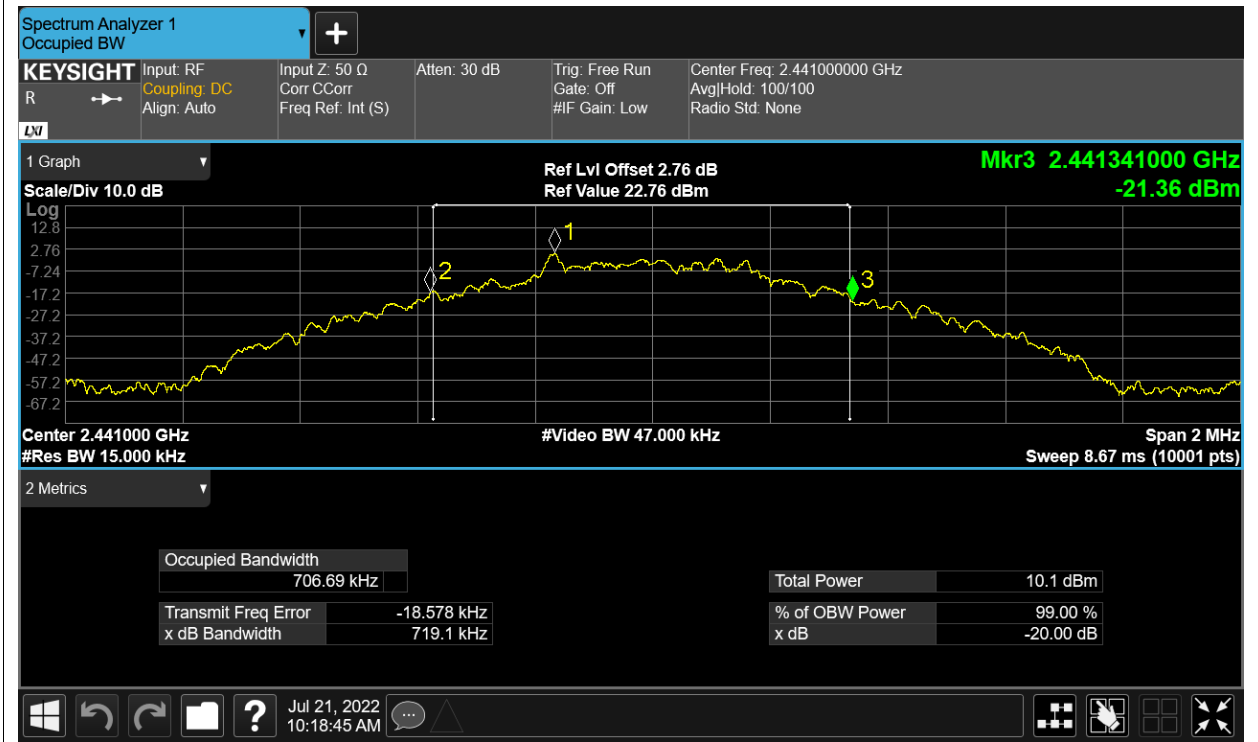 Spectrum Analyzer 1
Occupied BW
KEYSIGHT
R
LXI
Input: RF
Coupling: DC
Align: Auto
Input Z: 50 Ω
Corr CCorr
Freq Ref: Int (S)
Atten: 30 dB
Trig: Free Run
Gate: Off
#IF Gain: Low
Center Freq: 2.441000000 GHz
Avg|Hold: 100/100
Radio Std: None
1 Graph
Ref Lvl Offset 2.76 dB
Mkr3 2.441341000 GHz
Scale/Div 10.0 dB
Ref Value 22.76 dBm
-21.36 dBm
Log
12.8
2.76
-7.24
-17.2
-27.2
-37.2
-47.2
-57.2
-67.2
1
2
3
Center 2.441000 GHz
#Video BW 47.000 kHz
Span 2 MHz
#Res BW 15.000 kHz
Sweep 8.67 ms (10001 pts)
2 Metrics
Occupied Bandwidth
706.69 kHz
Total Power 10.1 dBm
Transmit Freq Error -18.578 kHz
% of OBW Power 99.00 %
x dB Bandwidth 719.1 kHz
x dB -20.00 dB
?
Jul 21, 2022
10:18:45 AM